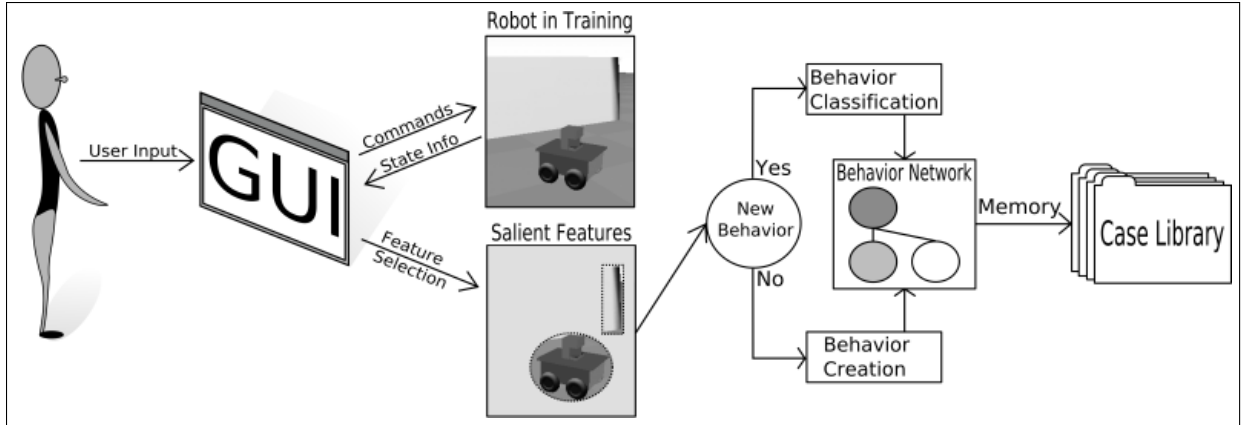 Robot in Training
User Input
GUI
Commands
State Info
Feature
Selection
Salient Features
New
Behavior
Yes
No
Behavior
Classification
Behavior Network
Behavior
Creation
Memory
Case Library